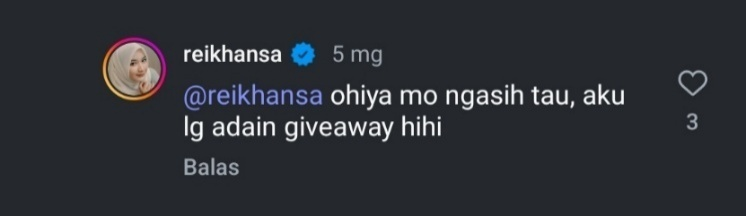 reikhansa 5 mg
@reikhansa ohiya mo ngasih tau, aku
lg adain giveaway hihi
3
Balas